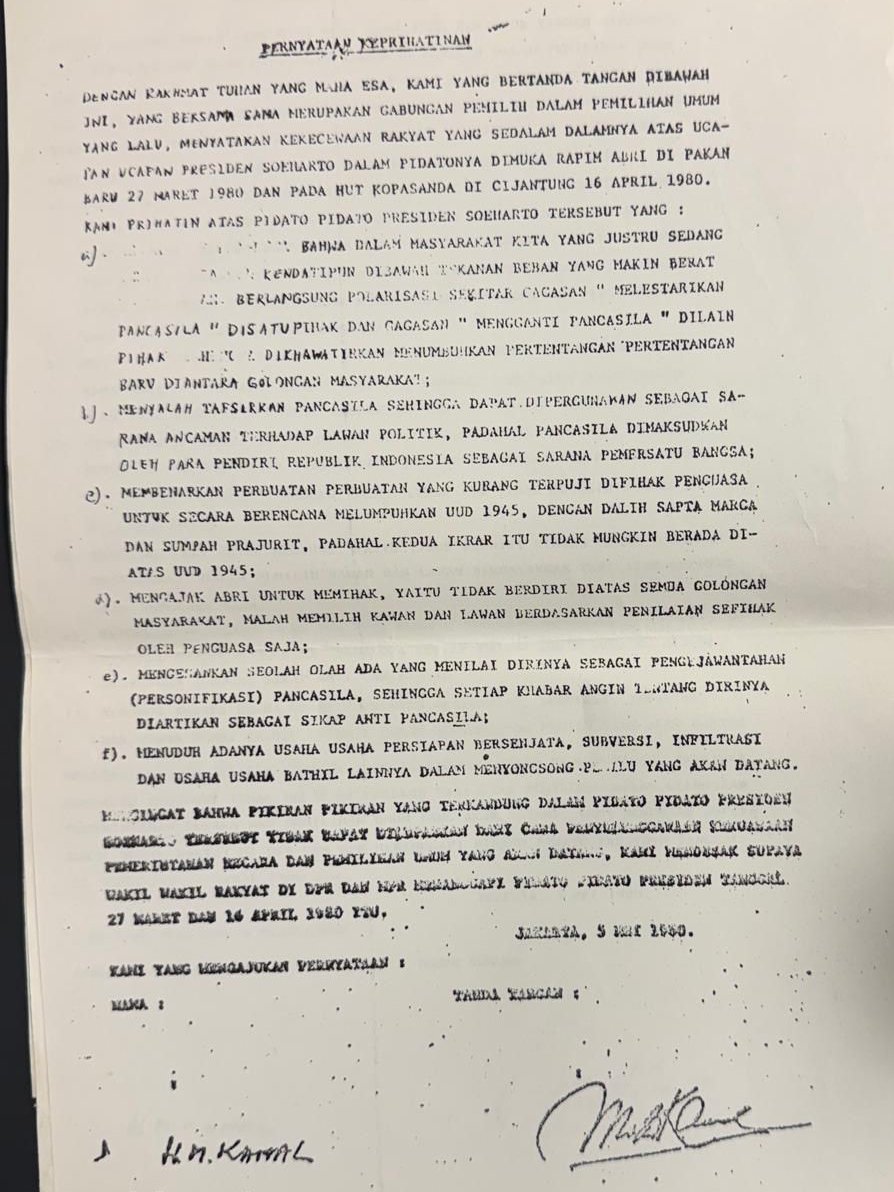 PERNYATAAN KEPRIHATINAN
DENGAN RAKHMAT TUHAN YANG MAHA ESA, KAMI YANG BERTANDA TANGAN DIBAWAH
INI, YANG BERSAMA SAMA MERUPAKAN GABUNGAN PEMILIH DALAM PEMILIHAN UMUM
YANG LALU, MENYATAKAN KEKECEWAAN RAKYAT YANG SEDALAM DALAMNYA ATAS UCA-
PAN UCAPAN PRESIDEN SOEHARTO DALAM PIDATONYA DIMUKA RAPIM ABRI DI PAKAN
BARU 27 MARET 1980 DAN PADA HUT KOPASANDA DI CIJANTUNG 16 APRIL 1980.
KAMI PRIHATIN ATAS PIDATO PIDATO PRESIDEN SOEHARTO TERSEBUT YANG :
a). BAHWA DALAM MASYARAKAT KITA YANG JUSTRU SEDANG
KENDATIPUN DIBAWAH TEKANAN BEBAN YANG MAKIN BERAT
BERLANGSUNG POLARISASI SEKITAR GAGASAN " MELESTARIKAN
PANCASILA " DISATUPIHAK DAN GAGASAN " MENGGANTI PANCASILA " DILAIN
PIHAK DIKHAWATIRKAN MENUMBUHKAN PERTENTANGAN PERTENTANGAN
BARU DIANTARA GOLONGAN MASYARAKAT;
b). MENYALAH TAFSIRKAN PANCASILA SEHINGGA DAPAT DIPERGUNAKAN SEBAGAI SA-
RANA ANCAMAN TERHADAP LAWAN POLITIK, PADAHAL PANCASILA DIMAKSUDKAN
OLEH PARA PENDIRI REPUBLIK INDONESIA SEBAGAI SARANA PEMERSATU BANGSA;
c). MEMBENARKAN PERBUATAN PERBUATAN YANG KURANG TERPUJI DIFIHAK PENGUASA
UNTUK SECARA BERENCANA MELUMPUHKAN UUD 1945, DENGAN DALIH SAPTA MARGA
DAN SUMPAH PRAJURIT, PADAHAL KEDUA IKRAR ITU TIDAK MUNGKIN BERADA DI-
ATAS UUD 1945;
d). MENGAJAK ABRI UNTUK MEMIHAK, YAITU TIDAK BERDIRI DIATAS SEMUA GOLONGAN
MASYARAKAT, MALAH MEMILIH KAWAN DAN LAWAN BERDASARKAN PENILAIAN SEFIHAK
OLEH PENGUASA SAJA;
e). MENGESANKAN SEOLAH OLAH ADA YANG MENILAI DIRINYA SEBAGAI PENGEJAWANTAHAN
(PERSONIFIKASI) PANCASILA, SEHINGGA SETIAP KHABAR ANGIN TENTANG DIRINYA
DIARTIKAN SEBAGAI SIKAP ANTI PANCASILA;
f). MENUDUH ADANYA USAHA USAHA PERSIAPAN BERSENJATA, SUBVERSI, INFILTRASI
DAN USAHA USAHA BATHIL LAINNYA DALAM MENYONGSONG PEMILU YANG AKAN DATANG.
MENGINGAT BAHWA PIKIRAN PIKIRAN YANG TERKANDUNG DALAM PIDATO PIDATO PRESIDEN
SOEHARTO TERSEBUT TIDAK DAPAT DILEPASKAN DARI CARA PENYELENGGARAAN KEKUASAAN
PEMERINTAHAN NEGARA DAN PEMILIHAN UMUM YANG AKAN DATANG, KAMI MENDESAK SUPAYA
WAKIL WAKIL RAKYAT DI DPR DAN MPR MENANGGAPI PIDATO PIDATO PRESIDEN TANGGAL
27 MARET DAN 16 APRIL 1980 ITU.
JAKARTA, 5 MEI 1980.
KAMI YANG MENGAJUKAN PERNYATAAN :
NAMA : TANDA TANGAN :
H.M. KAMAL